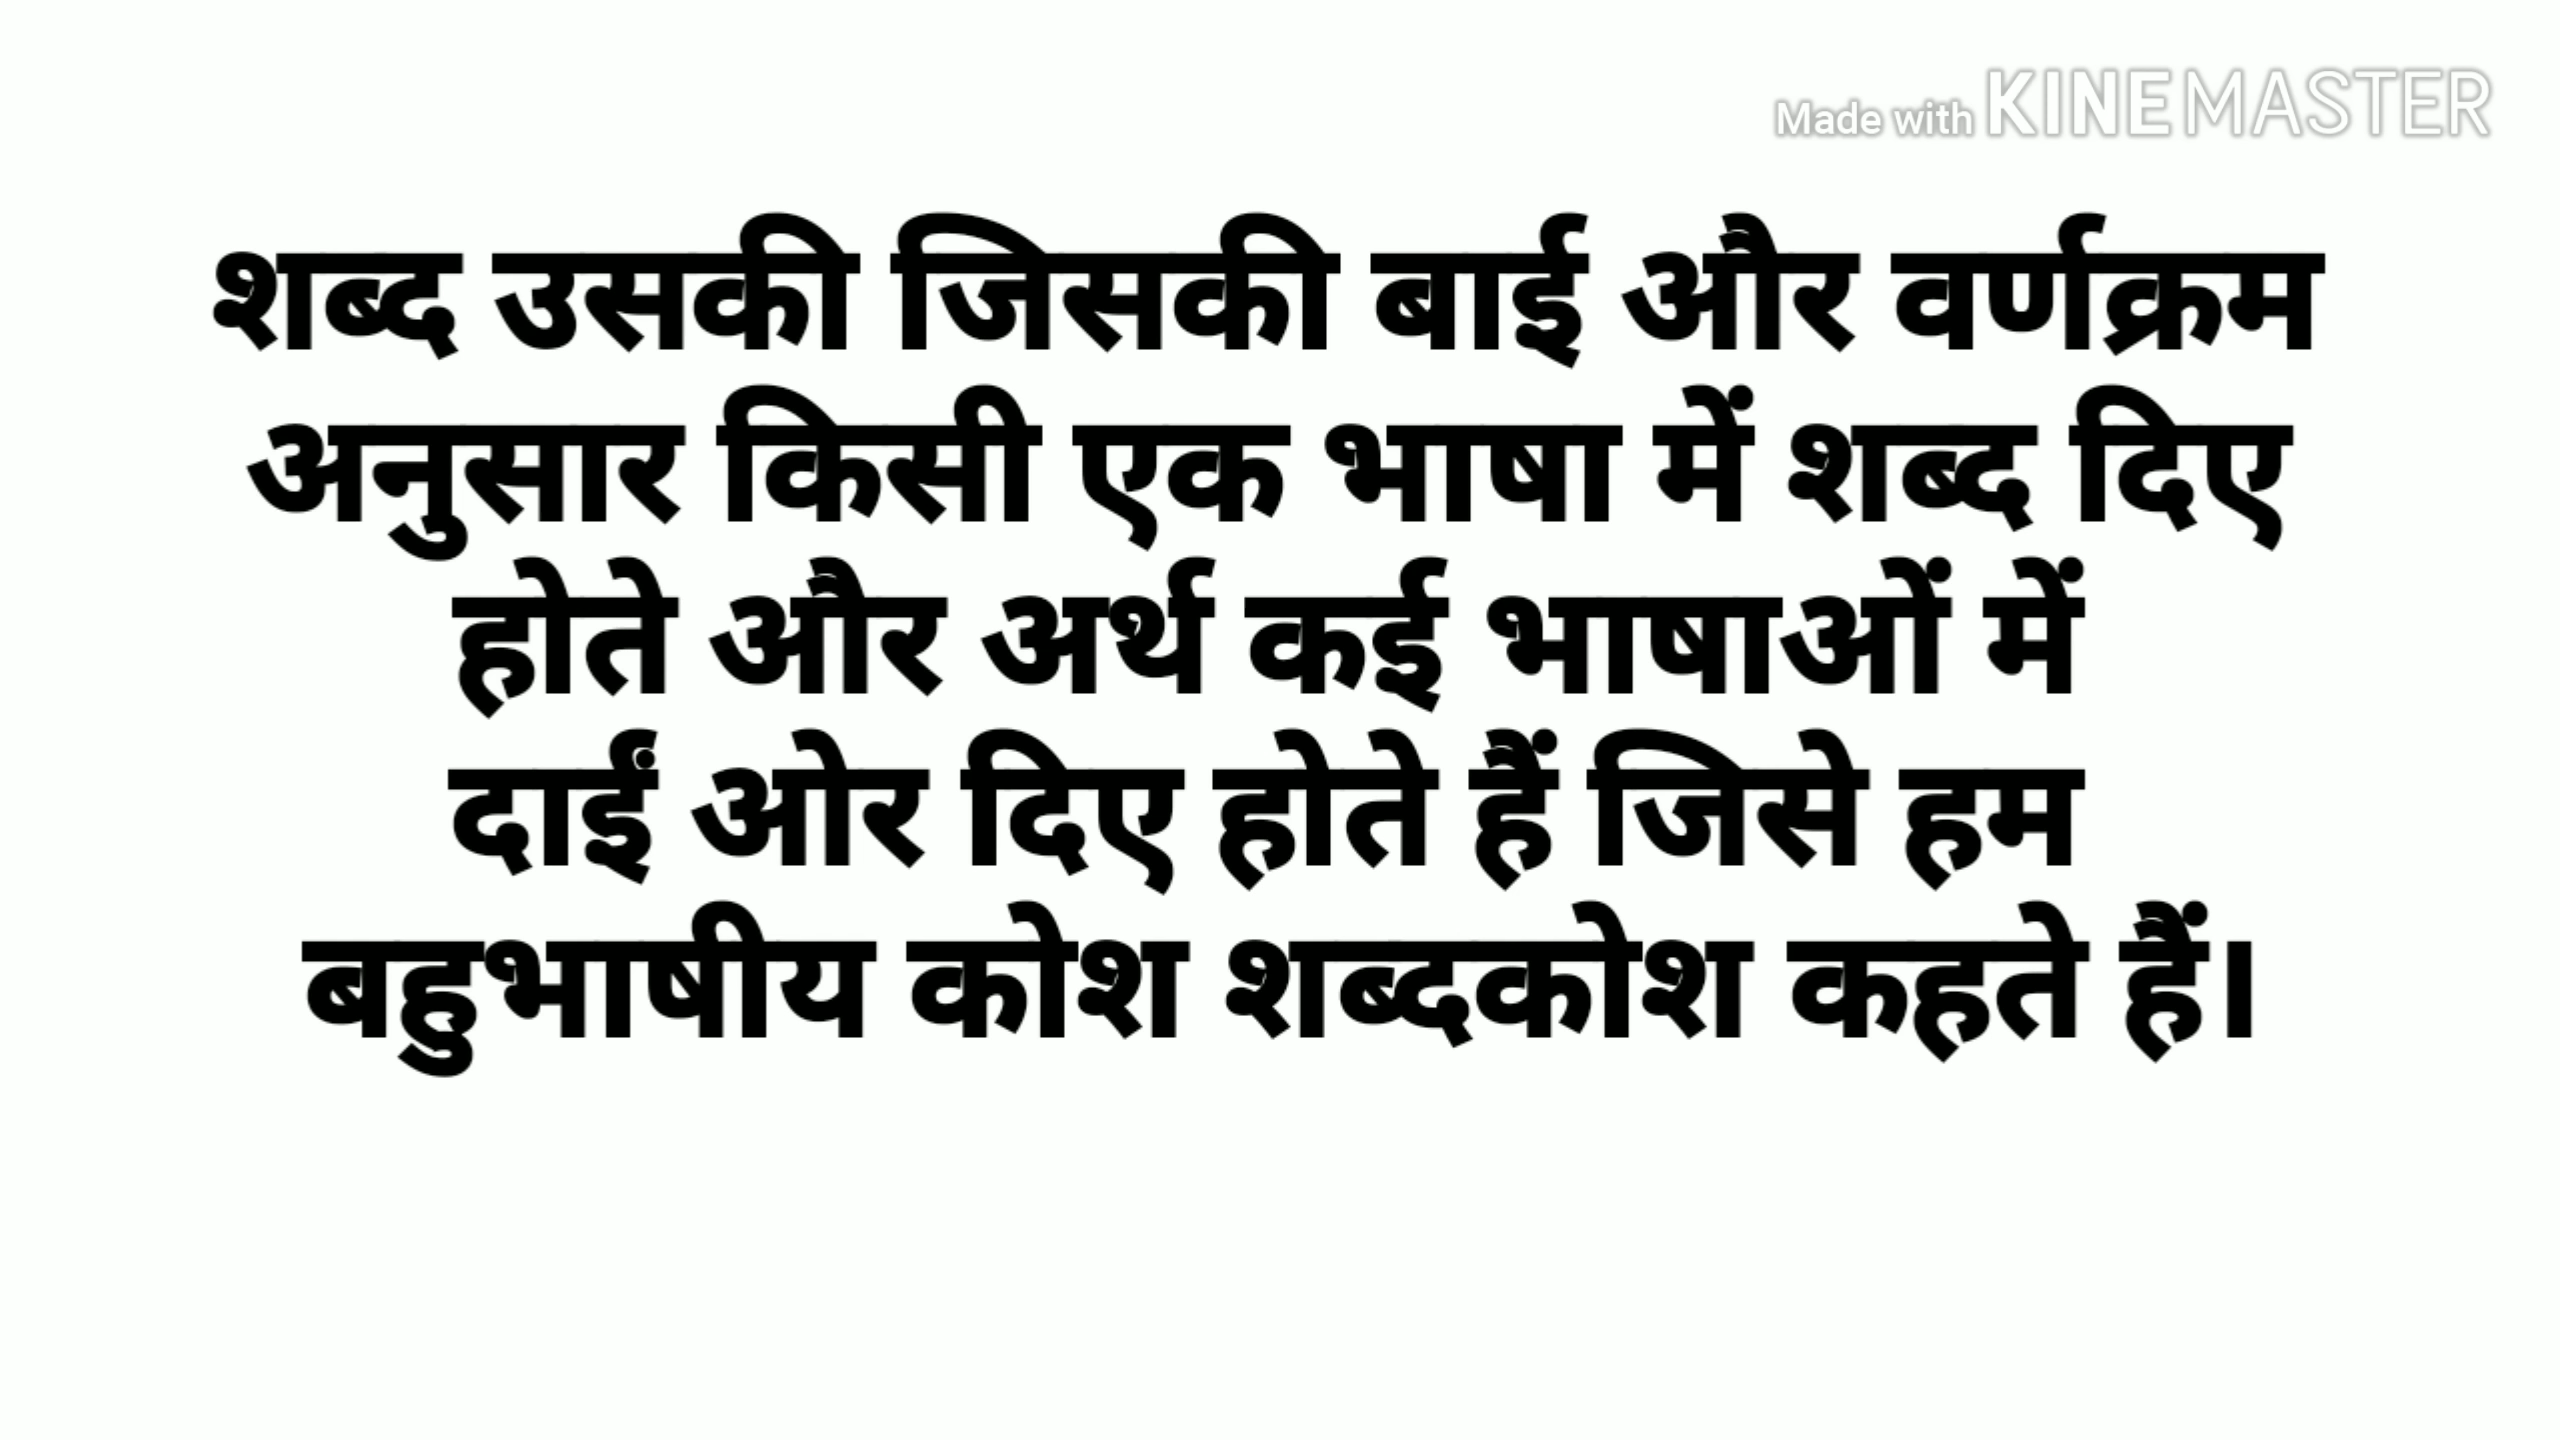 Made with KINEMASTER
शब्द उसकी जिसकी बाई और वर्णक्रम
अनुसार किसी एक भाषा में शब्द दिए
होते और अर्थ कई भाषाओं में
दाईं ओर दिए होते हैं जिसे हम
बहुभाषीय कोश शब्दकोश कहते हैं।